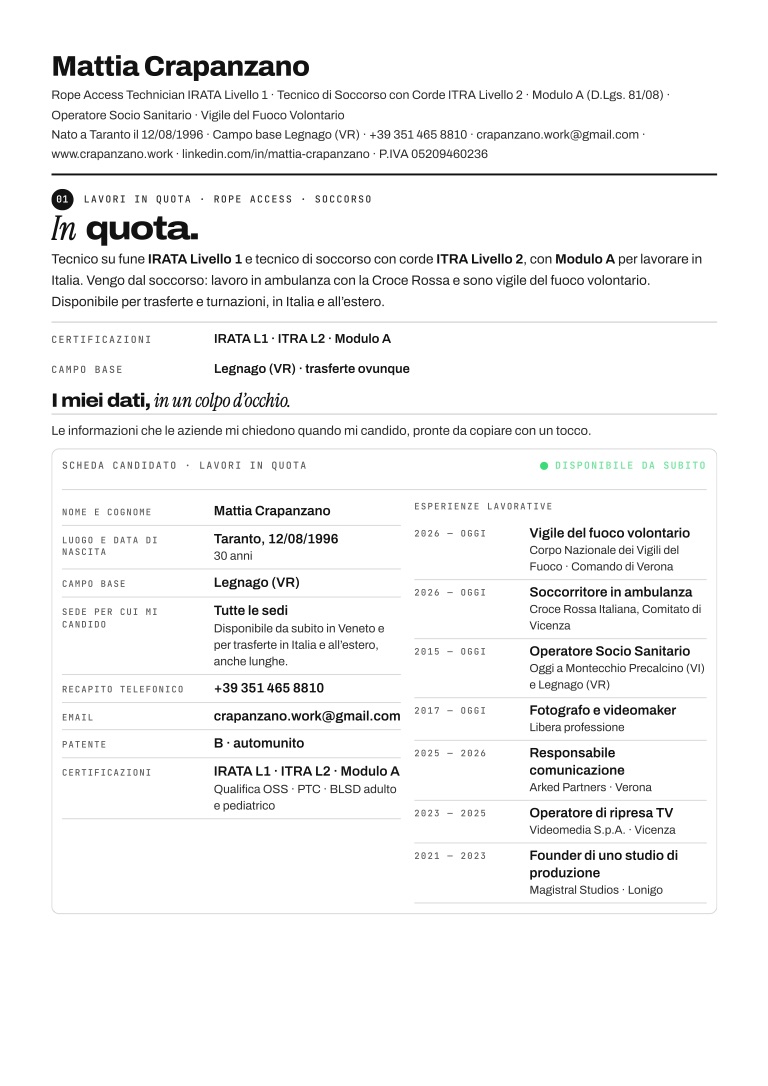 Mattia Crapanzano
Rope Access Technician IRATA Livello 1 · Tecnico di Soccorso con Corde ITRA Livello 2 · Modulo A (D.Lgs. 81/08) ·
Operatore Socio Sanitario · Vigile del Fuoco Volontario
Nato a Taranto il 12/08/1996 · Campo base Legnago (VR) · +39 351 465 8810 · crapanzano.work@gmail.com ·
www.crapanzano.work · linkedin.com/in/mattia-crapanzano · P.IVA 05209460236
01 LAVORI IN QUOTA · ROPE ACCESS · SOCCORSO
In quota.
Tecnico su fune IRATA Livello 1 e tecnico di soccorso con corde ITRA Livello 2, con Modulo A per lavorare in
Italia. Vengo dal soccorso: lavoro in ambulanza con la Croce Rossa e sono vigile del fuoco volontario.
Disponibile per trasferte e turnazioni, in Italia e all'estero.
CERTIFICAZIONI IRATA L1 · ITRA L2 · Modulo A
CAMPO BASE Legnago (VR) · trasferte ovunque
I miei dati, in un colpo d'occhio.
Le informazioni che le aziende mi chiedono quando mi candido, pronte da copiare con un tocco.
SCHEDA CANDIDATO · LAVORI IN QUOTA
DISPONIBILE DA SUBITO
NOME E COGNOME Mattia Crapanzano
LUOGO E DATA DI
NASCITA
Taranto, 12/08/1996
30 anni
CAMPO BASE Legnago (VR)
SEDE PER CUI MI
CANDIDO
Tutte le sedi
Disponibile da subito in Veneto e
per trasferte in Italia e all'estero,
anche lunghe.
RECAPITO TELEFONICO +39 351 465 8810
EMAIL crapanzano.work@gmail.com
PATENTE B · automunito
CERTIFICAZIONI IRATA L1 · ITRA L2 · Modulo A
Qualifica OSS · PTC · BLSD adulto
e pediatrico
ESPERIENZE LAVORATIVE
2026 — OGGI Vigile del fuoco volontario
Corpo Nazionale dei Vigili del
Fuoco · Comando di Verona
2026 — OGGI Soccorritore in ambulanza
Croce Rossa Italiana, Comitato di
Vicenza
2015 — OGGI Operatore Socio Sanitario
Oggi a Montecchio Precalcino (VI)
e Legnago (VR)
2017 — OGGI Fotografo e videomaker
Libera professione
2025 — 2026 Responsabile
comunicazione
Arked Partners · Verona
2023 — 2025 Operatore di ripresa TV
Videomedia S.p.A. · Vicenza
2021 — 2023 Founder di uno studio di
produzione
Magistral Studios · Lonigo